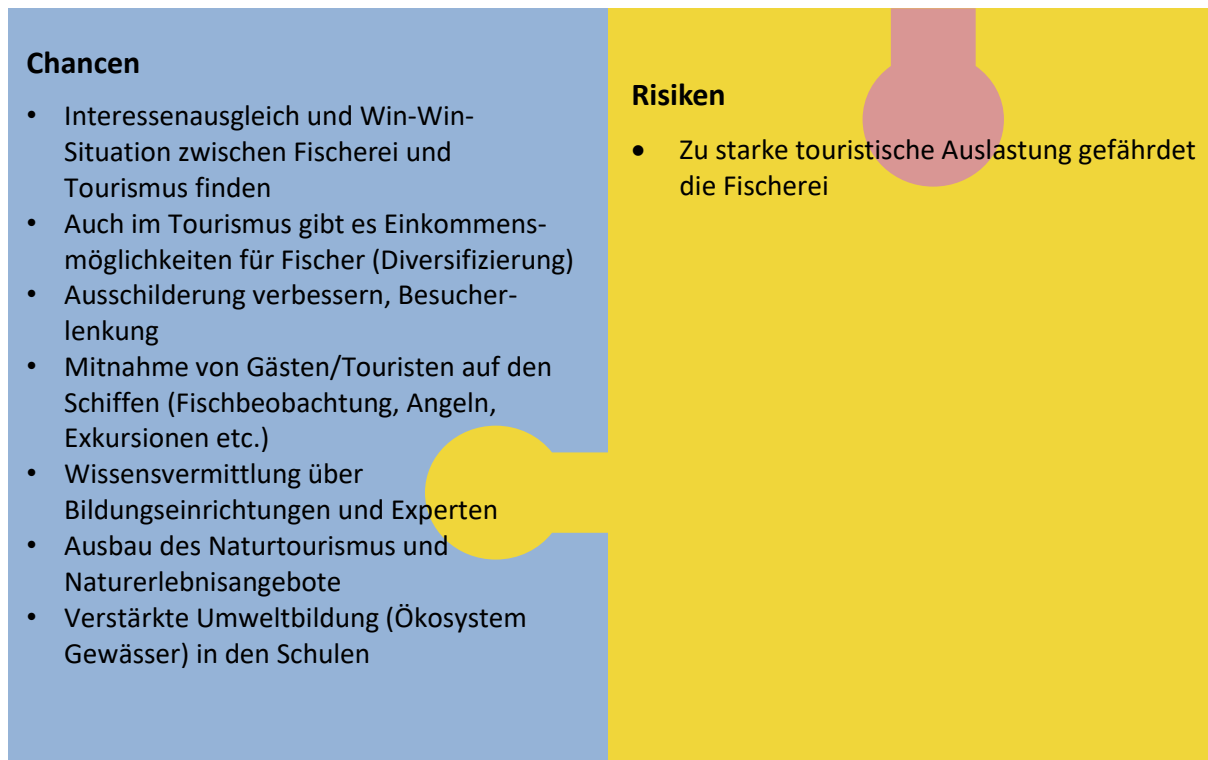 Chancen
• Interessenausgleich und Win-Win-
Situation zwischen Fischerei und
Tourismus finden
• Auch im Tourismus gibt es Einkommens-
möglichkeiten für Fischer (Diversifizierung)
• Ausschilderung verbessern, Besucher-
lenkung
• Mitnahme von Gästen/Touristen auf den
Schiffen (Fischbeobachtung, Angeln,
Exkursionen etc.)
• Wissensvermittlung über
Bildungseinrichtungen und Experten
• Ausbau des Naturtourismus und
Naturerlebnisangebote
• Verstärkte Umweltbildung (Ökosystem
Gewässer) in den Schulen
Risiken
• Zu starke touristische Auslastung gefährdet
die Fischerei